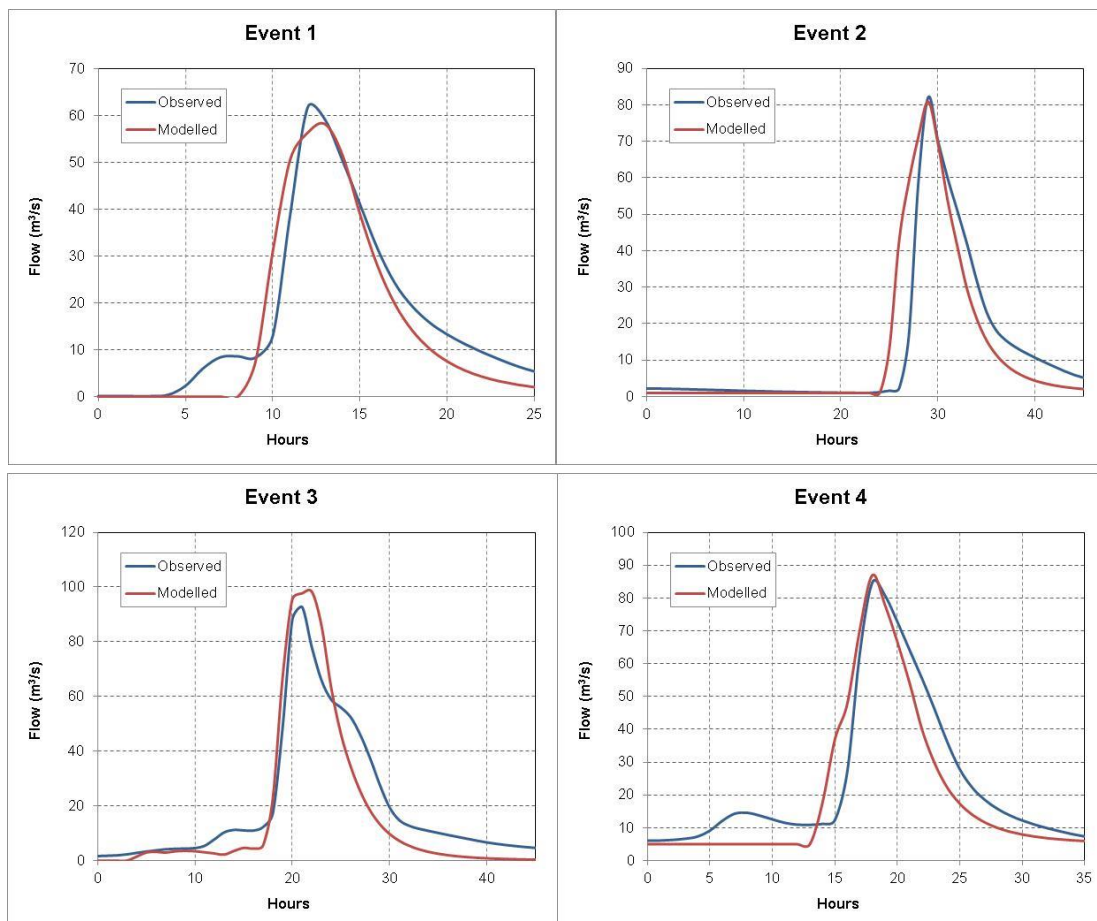 Event 1
70
60
50
40
30
20
10
0
Flow (m³/s)
Observed
Modelled
0 5 10 15 20 25
Hours
Event 2
90
80
70
60
50
40
30
20
10
0
Flow (m³/s)
Observed
Modelled
0 10 20 30 40
Hours
Event 3
120
100
80
60
40
20
0
Flow (m³/s)
Observed
Modelled
0 10 20 30 40
Hours
Event 4
100
90
80
70
60
50
40
30
20
10
0
Flow (m³/s)
Observed
Modelled
0 5 10 15 20 25 30 35
Hours